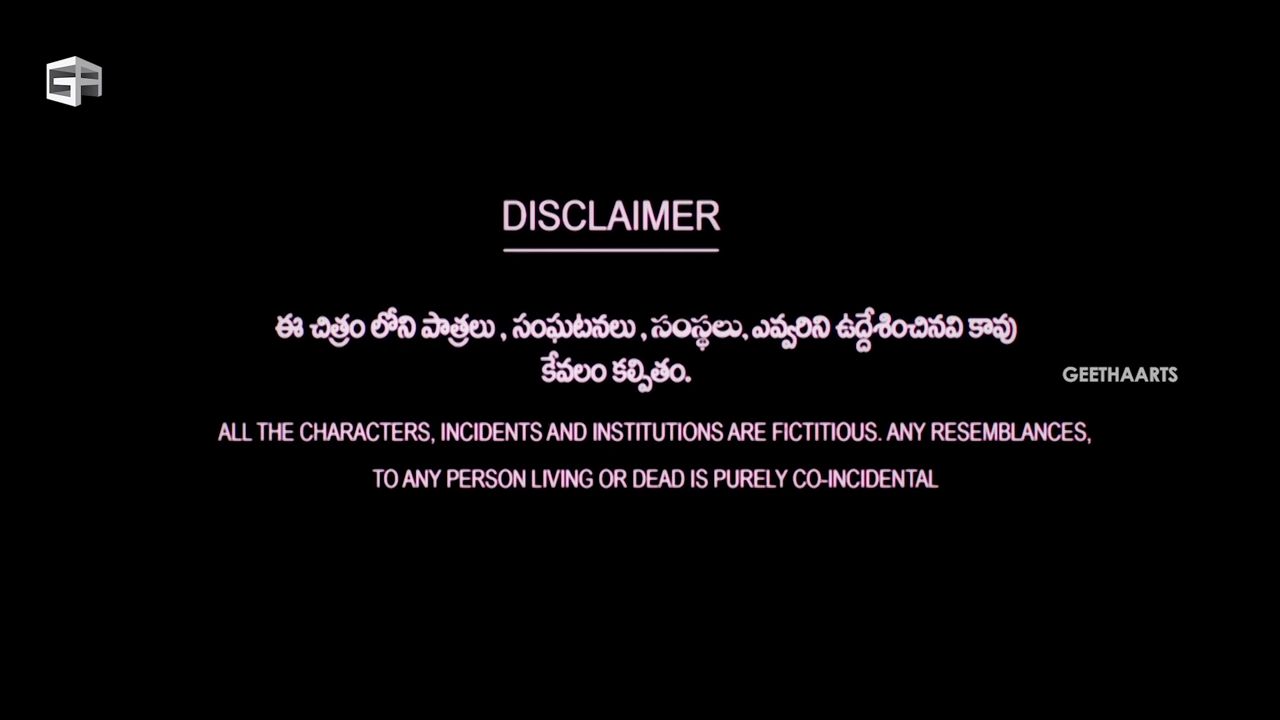 DISCLAIMER
ఈ చిత్రం లోని పాత్రలు , సంఘటనలు , సంస్థలు, ఎవ్వరిని ఉద్దేశించినవి కావు
కేవలం కల్పితం.
GEETHAARTS
ALL THE CHARACTERS, INCIDENTS AND INSTITUTIONS ARE FICTITIOUS. ANY RESEMBLANCES,
TO ANY PERSON LIVING OR DEAD IS PURELY CO-INCIDENTAL